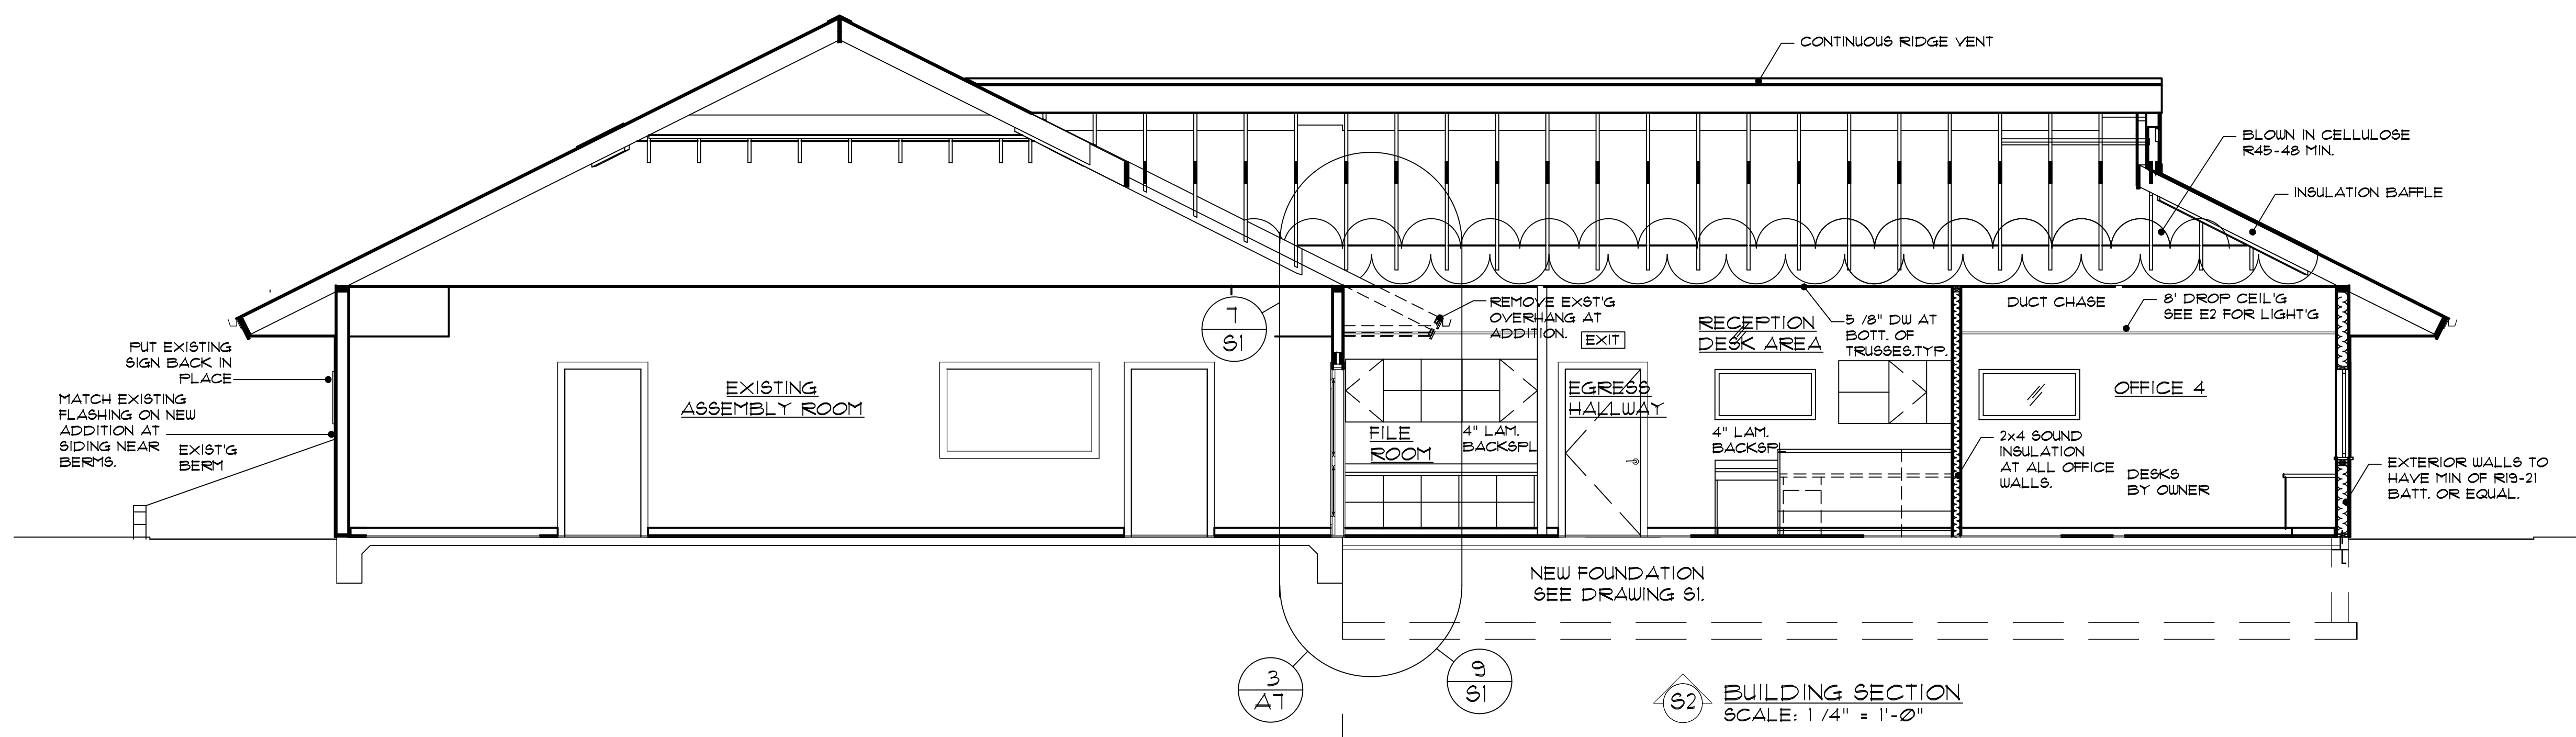 CONTINUOUS RIDGE VENT
BLOWN IN CELLULOSE
R45-48 MIN.
INSULATION BAFFLE
PUT EXISTING
SIGN BACK IN
PLACE
MATCH EXISTING
FLASHING ON NEW
ADDITION AT
SIDING NEAR
BERMS.
EXIST'G
BERM
EXISTING
ASSEMBLY ROOM
7
S1
REMOVE EXST'G
OVERHANG AT
ADDITION.
EXIT
FILE
ROOM
4" LAM.
BACKSPL
EGRESS
HALLWAY
RECEPTION
DESK AREA
4" LAM.
BACKSPL
5 /8" DW AT
BOTT. OF
TRUSSES.TYP.
DUCT CHASE
8' DROP CEIL'G
SEE E2 FOR LIGHT'G
OFFICE 4
2x4 SOUND
INSULATION
AT ALL OFFICE
WALLS.
DESKS
BY OWNER
EXTERIOR WALLS TO
HAVE MIN OF R19-21
BATT. OR EQUAL.
NEW FOUNDATION
SEE DRAWING S1.
3
A7
9
S1
S2
BUILDING SECTION
SCALE: 1 /4" = 1'-0"